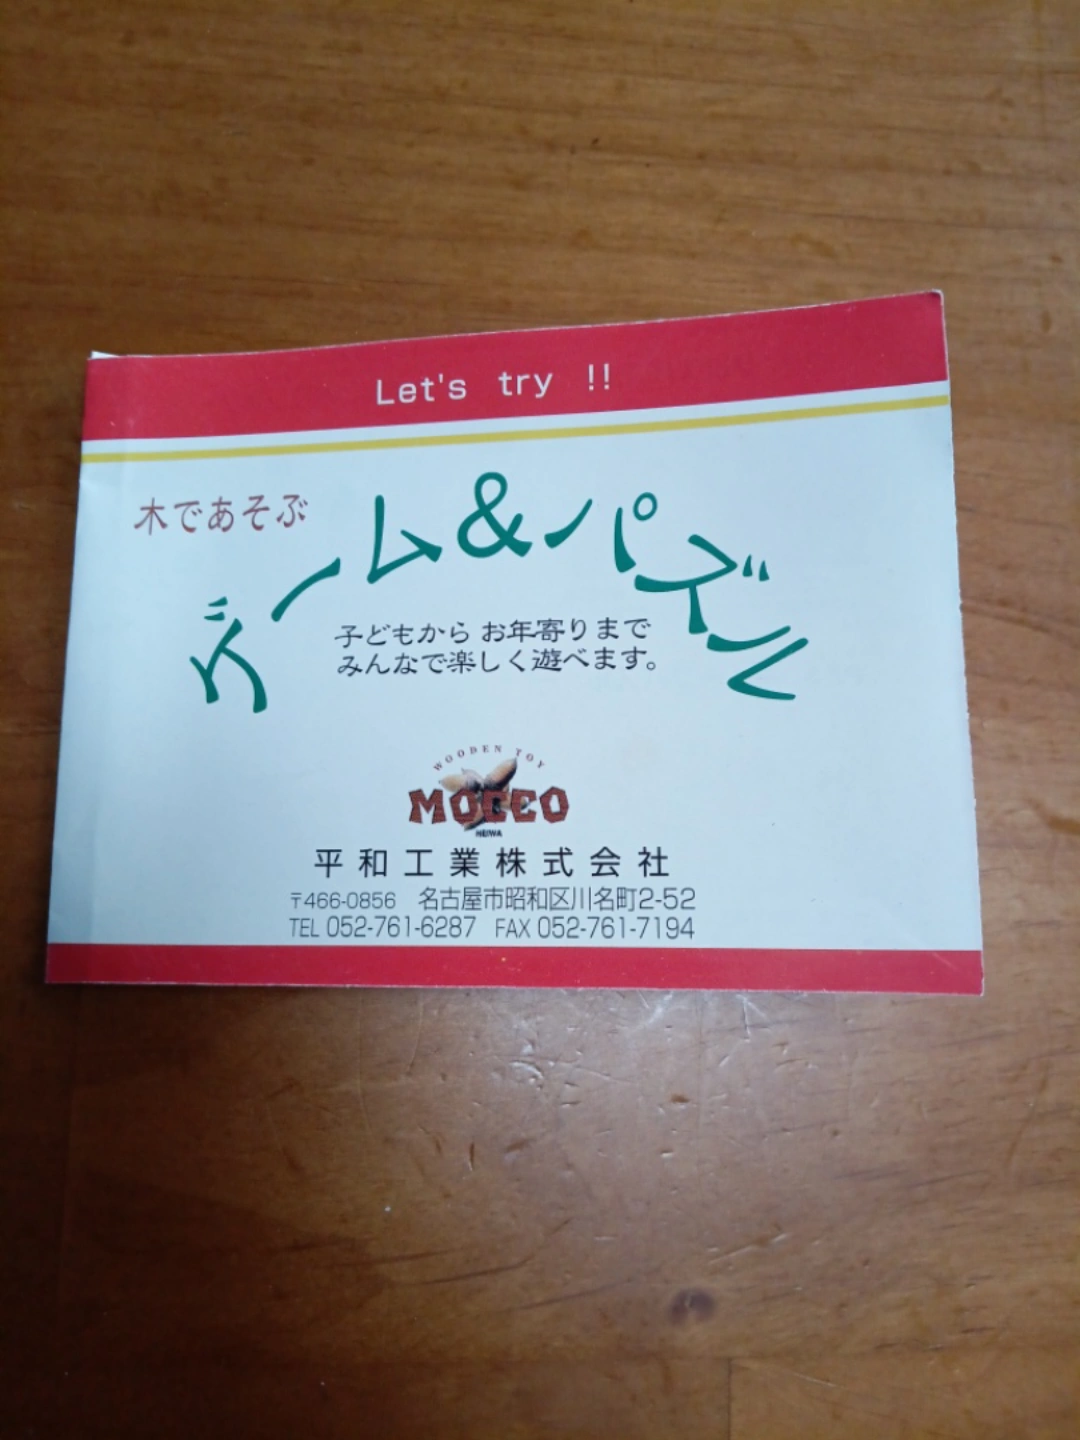 Let's try !!
木であそぶ
ゲーム&パズル
子どもから お年寄りまで
みんなで楽しく遊べます。
WOODEN TOY
MOCCO
HEIWA
平和工業株式会社
〒466-0856 名古屋市昭和区川名町2-52
TEL 052-761-6287 FAX 052-761-7194